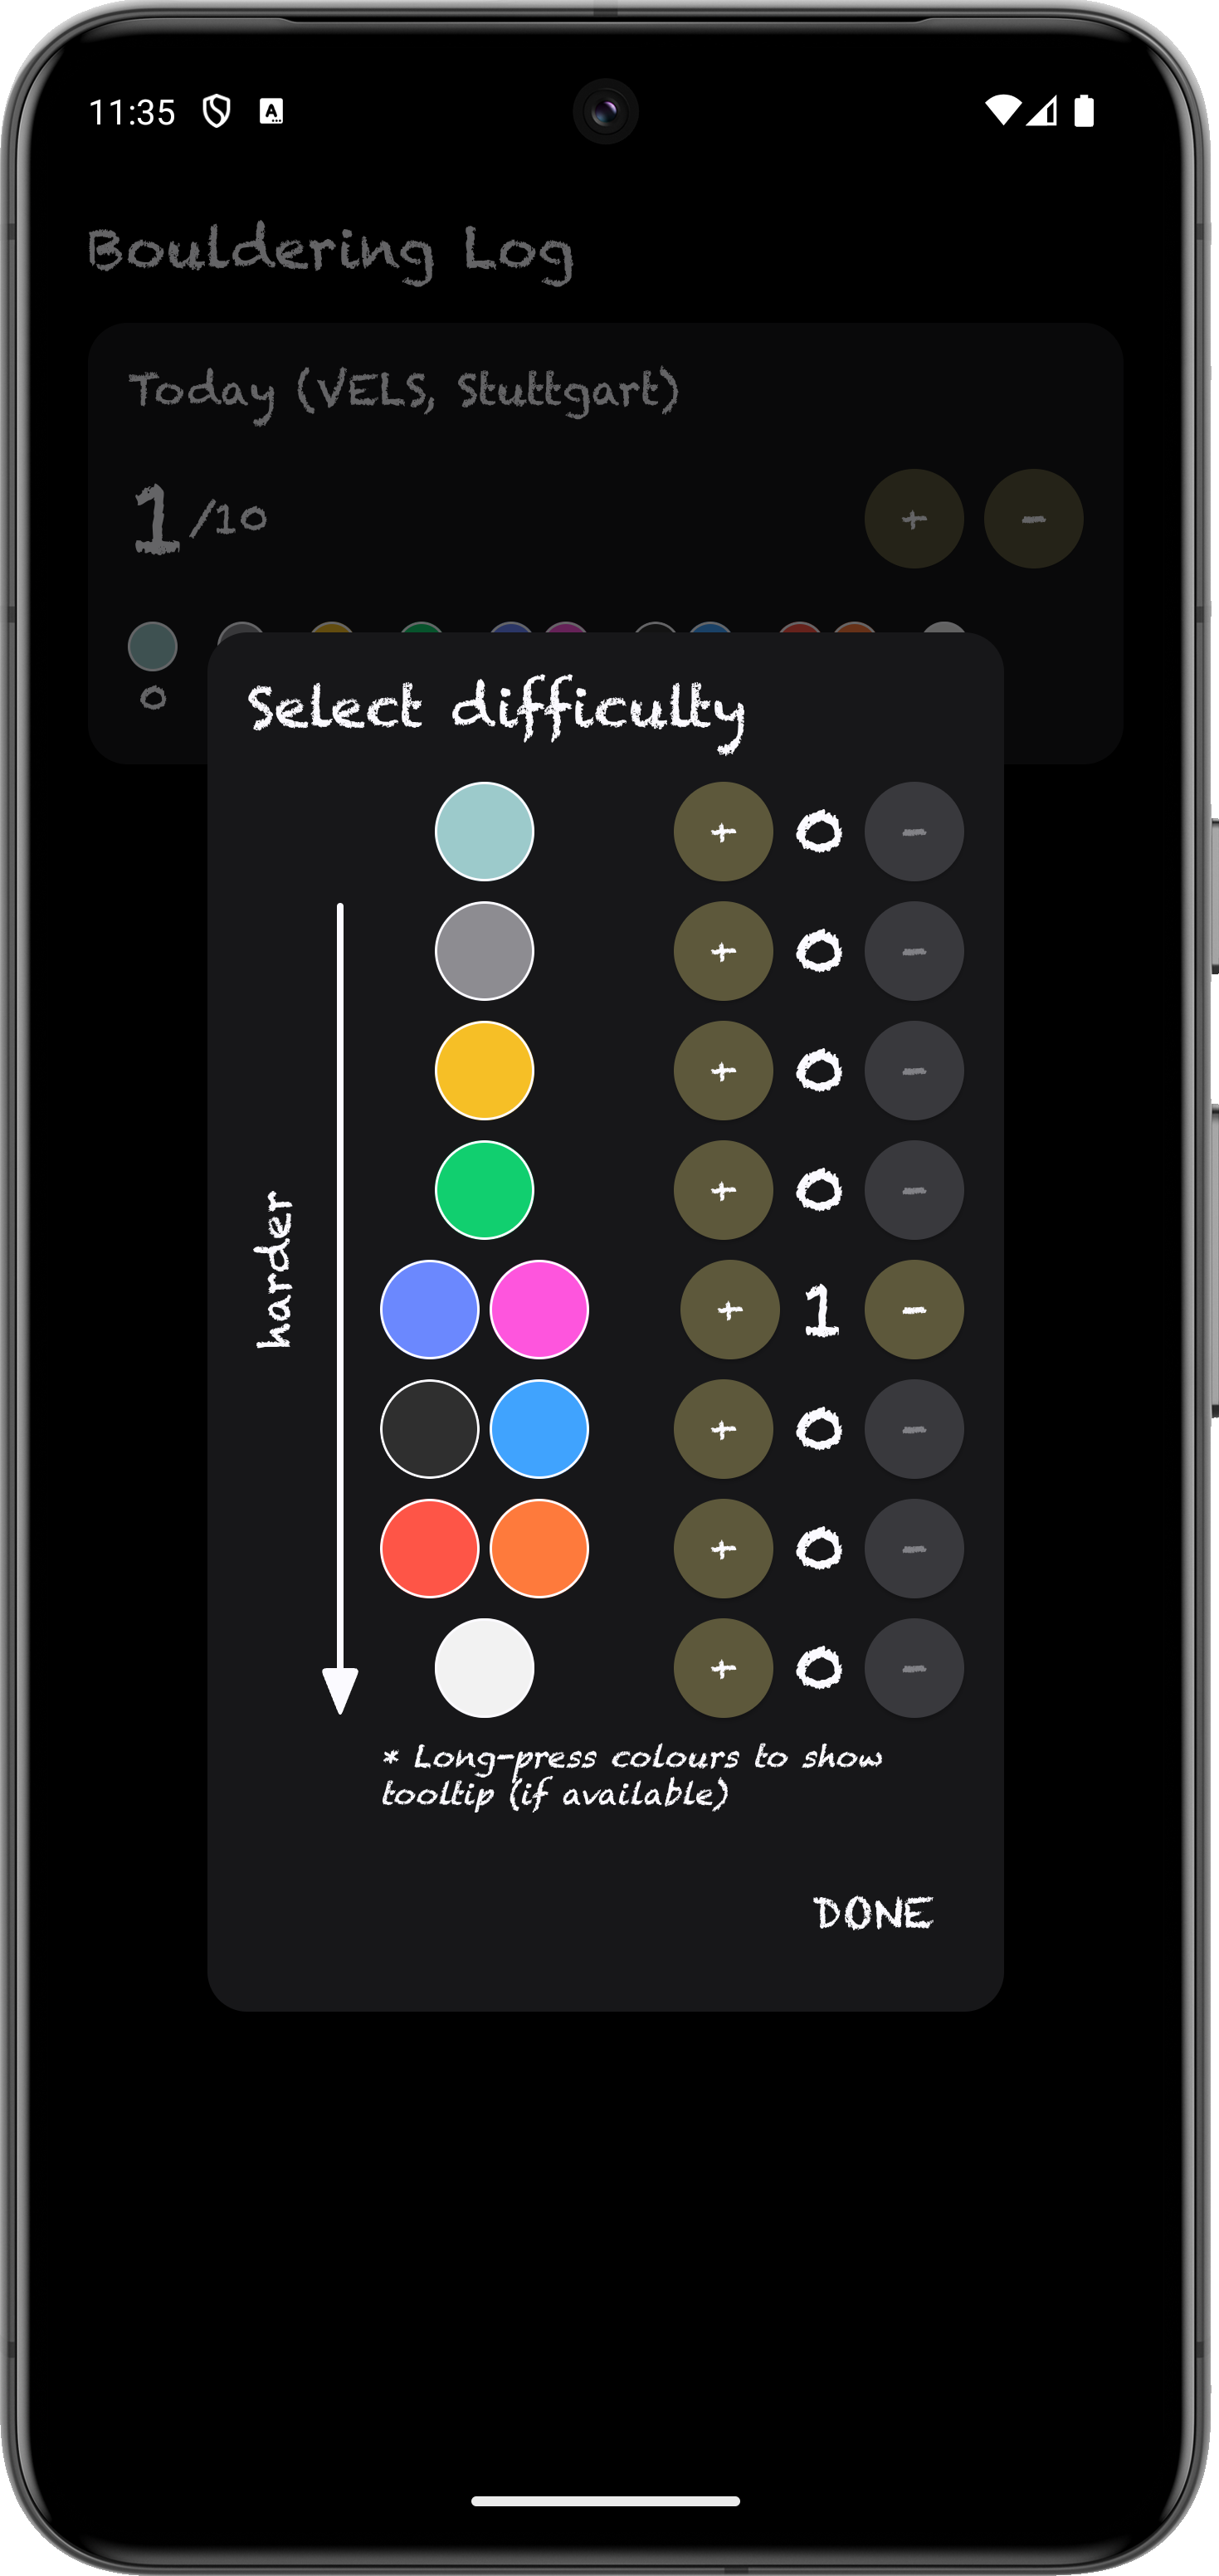 11:35
Bouldering Log
Today (VELS, Stuttgart)
1/10 + -
0
Select difficulty
+ 0 -
+ 0 -
+ 0 -
+ 0 -
harder
+ 1 -
+ 0 -
+ 0 -
+ 0 -
* Long-press colours to show
tooltip (if available)
DONE